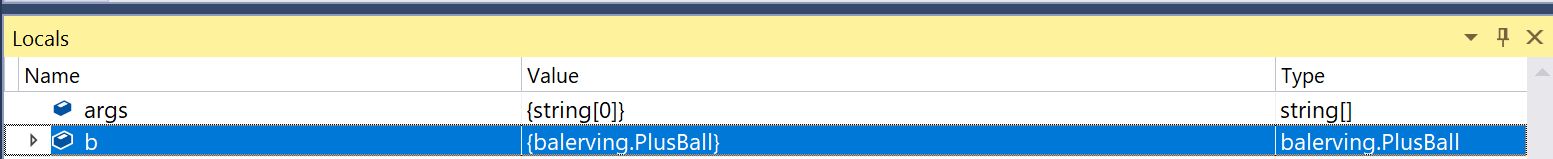 Locals
Name Value Type
args {string[0]} string[]
b {balerving.PlusBall} balerving.PlusBall